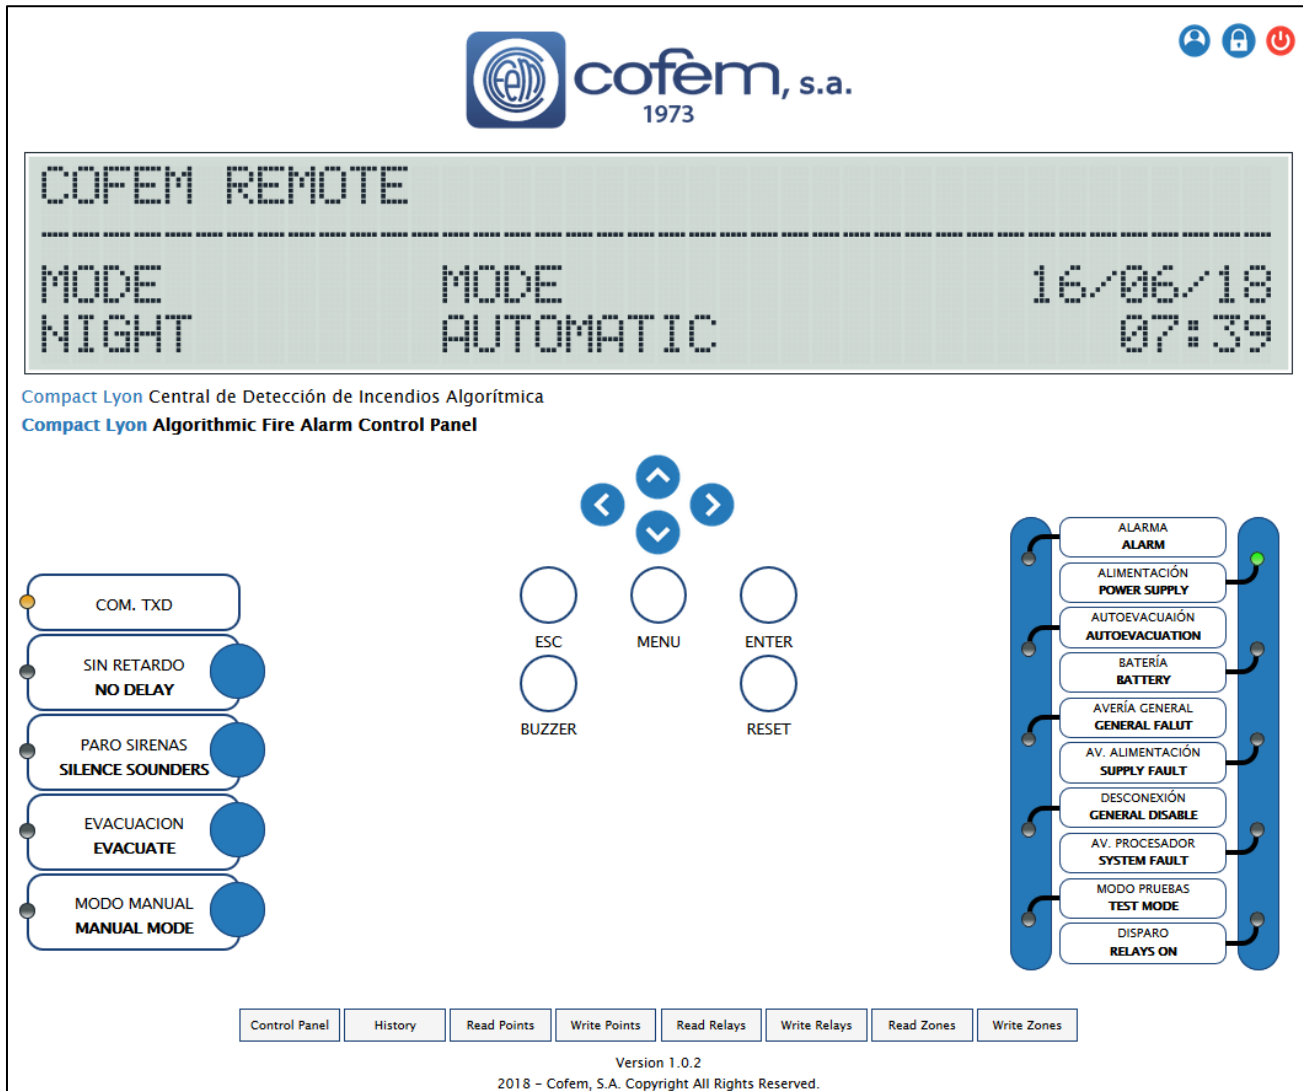 cofem, s.a.
1973
COFEM REMOTE
MODE MODE 16/06/18
NIGHT AUTOMATIC 07:39
Compact Lyon Central de Detección de Incendios Algorítmica
Compact Lyon Algorithmic Fire Alarm Control Panel
COM. TXD
SIN RETARDO
NO DELAY
PARO SIRENAS
SILENCE SOUNDERS
EVACUACION
EVACUATE
MODO MANUAL
MANUAL MODE
ESC MENU ENTER
BUZZER RESET
ALARMA
ALARM
ALIMENTACIÓN
POWER SUPPLY
AUTOEVACUAIÓN
AUTOEVACUATION
BATERÍA
BATTERY
AVERÍA GENERAL
GENERAL FALUT
AV. ALIMENTACIÓN
SUPPLY FAULT
DESCONEXIÓN
GENERAL DISABLE
AV. PROCESADOR
SYSTEM FAULT
MODO PRUEBAS
TEST MODE
DISPARO
RELAYS ON
Control Panel History Read Points Write Points Read Relays Write Relays Read Zones Write Zones
Version 1.0.2
2018 – Cofem, S.A. Copyright All Rights Reserved.